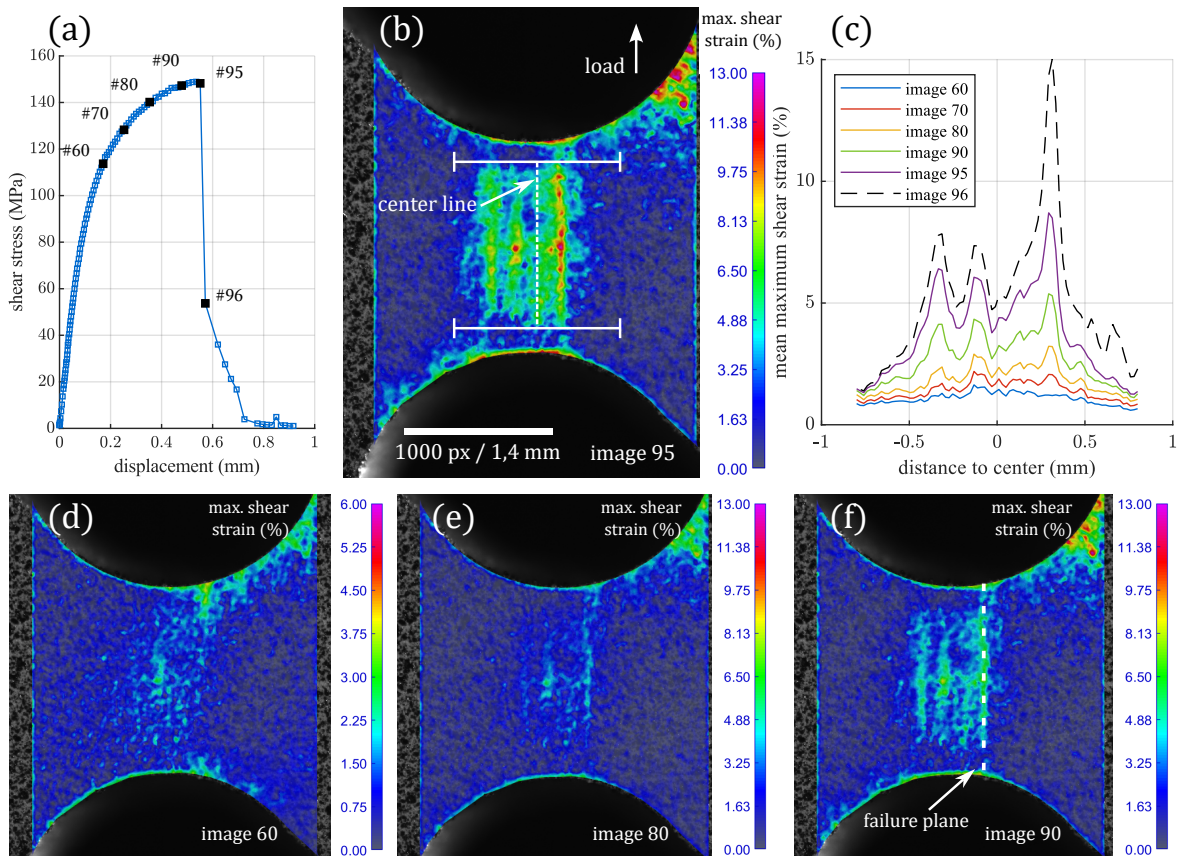 (a)
160
140
120
100
80
60
40
20
0
shear stress (MPa)
0
0.2
0.4
0.6
0.8
1
displacement (mm)
#60
#70
#80
#90
#95
#96
(b)
load
center line
1000 px / 1,4 mm
image 95
max. shear
strain (%)
13.00
11.38
9.75
8.13
6.50
4.88
3.25
1.63
0.00
(c)
15
10
5
0
mean maximum shear strain (%)
-1
-0.5
0
0.5
1
distance to center (mm)
image 60
image 70
image 80
image 90
image 95
image 96
(d)
max. shear
strain (%)
6.00
5.25
4.50
3.75
3.00
2.25
1.50
0.75
0.00
image 60
(e)
max. shear
strain (%)
13.00
11.38
9.75
8.13
6.50
4.88
3.25
1.63
0.00
image 80
(f)
max. shear
strain (%)
13.00
11.38
9.75
8.13
6.50
4.88
3.25
1.63
0.00
failure plane
image 90